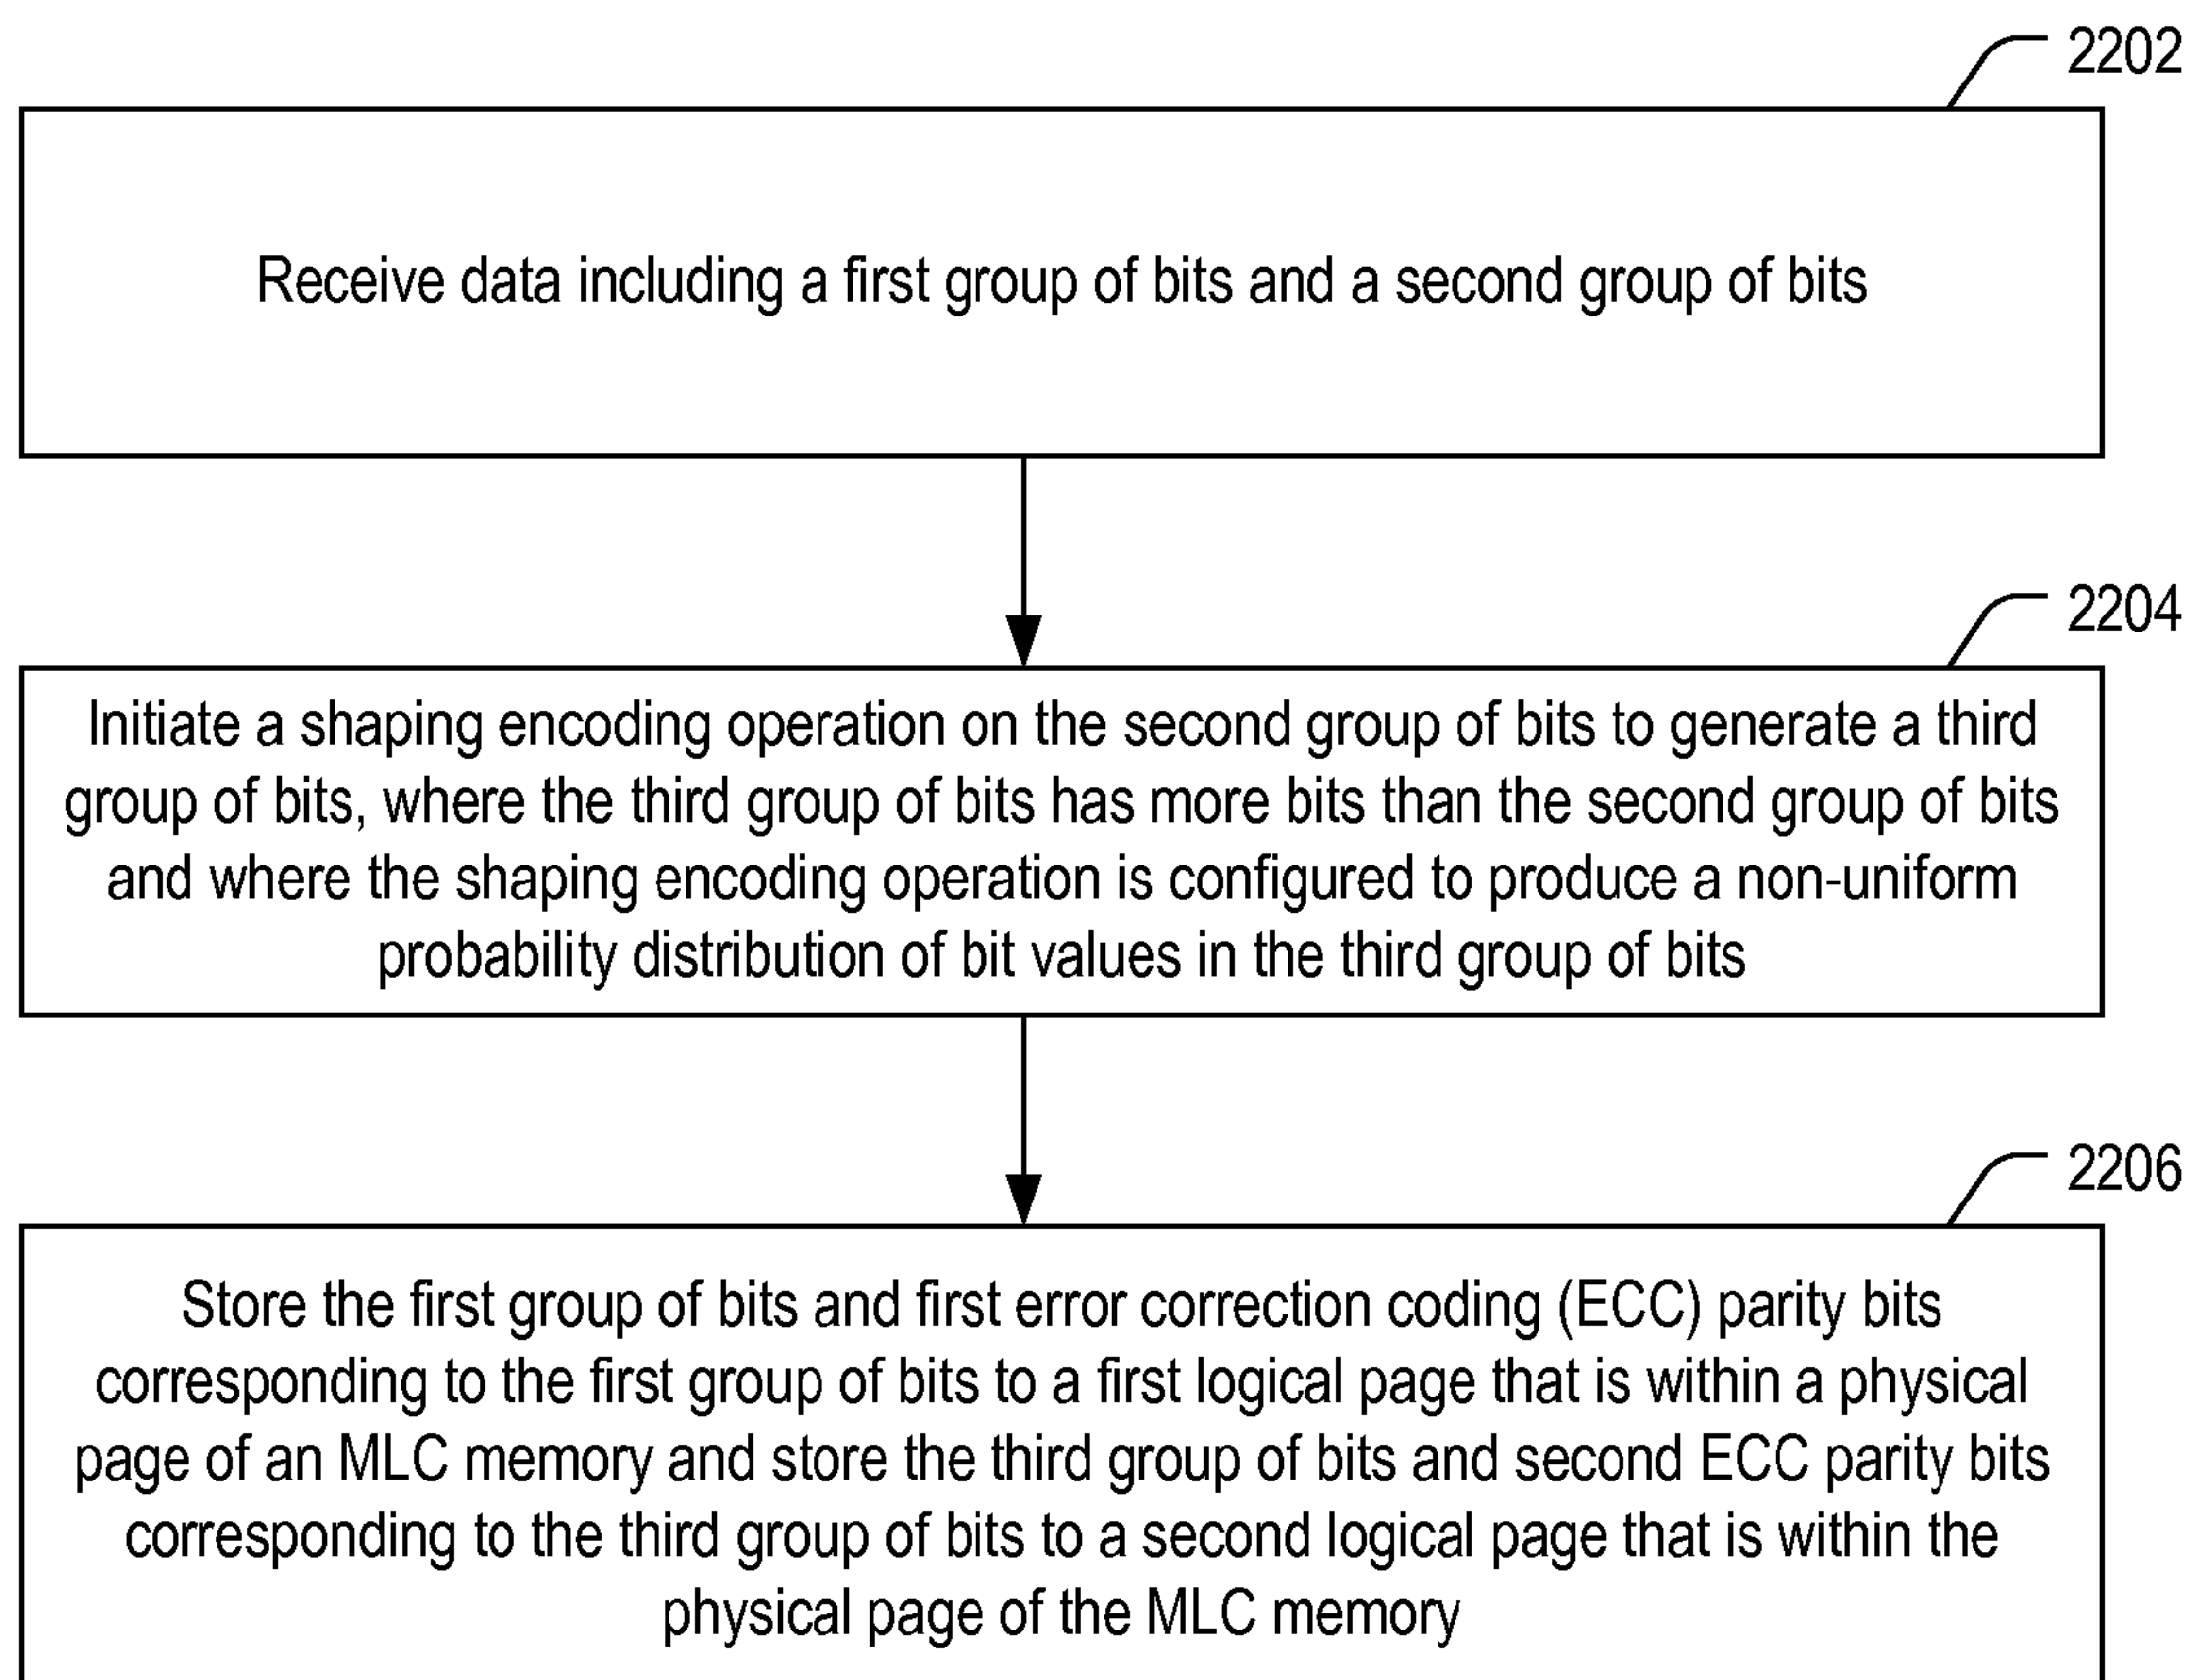 2202
Receive data including a first group of bits and a second group of bits
2204
Initiate a shaping encoding operation on the second group of bits to generate a third
group of bits, where the third group of bits has more bits than the second group of bits
and where the shaping encoding operation is configured to produce a non-uniform
probability distribution of bit values in the third group of bits
2206
Store the first group of bits and first error correction coding (ECC) parity bits
corresponding to the first group of bits to a first logical page that is within a physical
page of an MLC memory and store the third group of bits and second ECC parity bits
corresponding to the third group of bits to a second logical page that is within the
physical page of the MLC memory